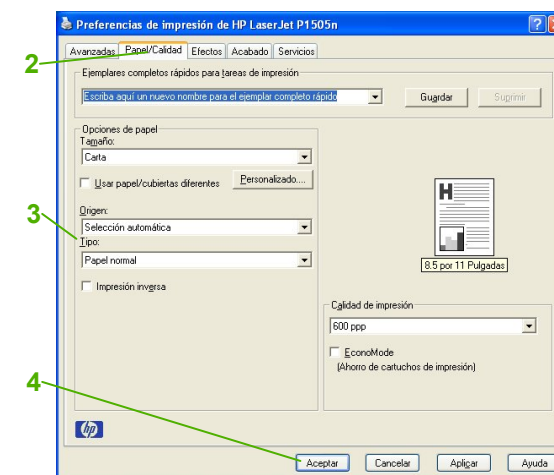 Preferencias de impresión de HP LaserJet P1505n
Avanzadas Papel/Calidad Efectos Acabado Servicios
2
Ejemplares completos rápidos para tareas de impresión
Escriba aquí un nuevo nombre para el ejemplar completo rápido
Guardar Suprimir
Opciones de papel
Tamaño:
Carta
Usar papel/cubiertas diferentes Personalizado....
3
Origen:
Selección automática
Tipo:
Papel normal
Impresión inversa
H
8.5 por 11 Pulgadas
Calidad de impresión
600 ppp
EconoMode
(Ahorro de cartuchos de impresión)
4
hp
Aceptar Cancelar Apligar Ayuda